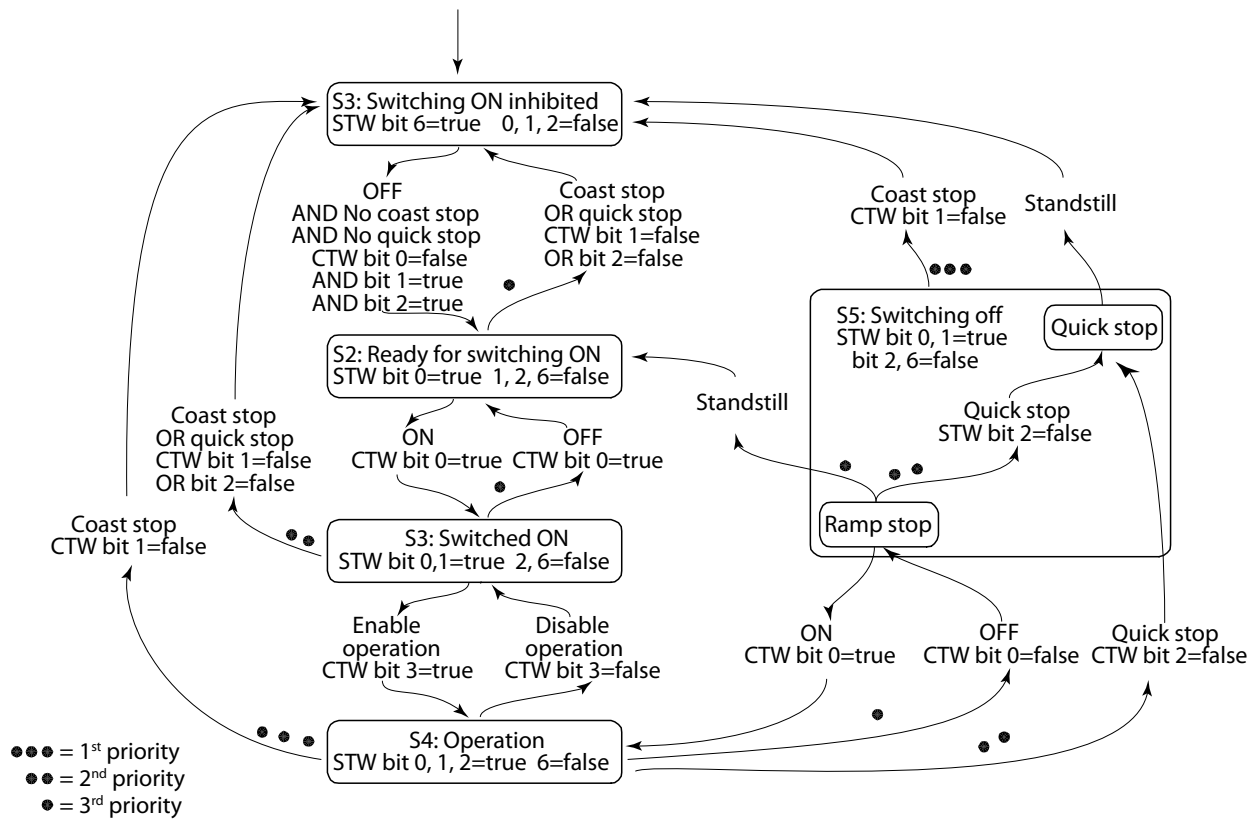 S3: Switching ON inhibited
STW bit 6=true 0, 1, 2=false
OFF
AND No coast stop
AND No quick stop
CTW bit 0=false
AND bit 1=true
AND bit 2=true
Coast stop
OR quick stop
CTW bit 1=false
OR bit 2=false
Coast stop
CTW bit 1=false
Standstill
S5: Switching off
STW bit 0, 1=true
bit 2, 6=false
Quick stop
S2: Ready for switching ON
STW bit 0=true 1, 2, 6=false
Standstill
Quick stop
STW bit 2=false
Coast stop
OR quick stop
CTW bit 1=false
OR bit 2=false
ON
CTW bit 0=true
OFF
CTW bit 0=true
Ramp stop
Coast stop
CTW bit 1=false
S3: Switched ON
STW bit 0,1=true 2, 6=false
Enable
operation
CTW bit 3=true
Disable
operation
CTW bit 3=false
ON
CTW bit 0=true
OFF
CTW bit 0=false
Quick stop
CTW bit 2=false
S4: Operation
STW bit 0, 1, 2=true 6=false
= 1st priority
= 2nd priority
= 3rd priority